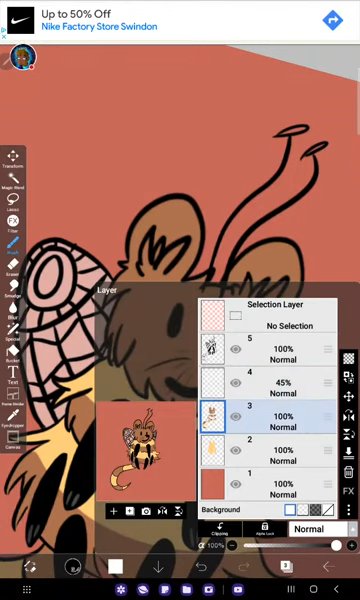 Up to 50% Off
Nike Factory Store Swindon
Transform
Magic Wand
Lasso
FX
Filter
Brush
Eraser
Smudge
Blur
Special
Bucket
T
Text
Frame Divider
Eyedropper
Canvas
Layer
Selection Layer
No Selection
5
100%
Normal
4
45%
Normal
3
100%
Normal
2
100%
Normal
1
100%
Normal
Background
FX
Clipping
Alpha Lock
Normal
α 100%
3